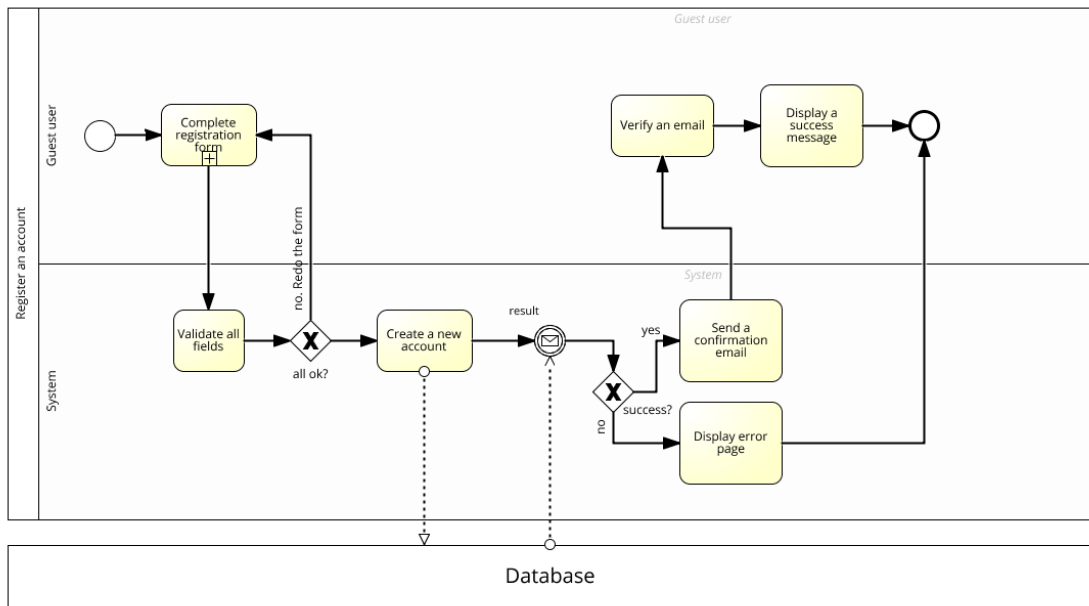 Guest user
Register an account
Guest user
Complete
registration
form
Verify an email
Display a
success
message
no. Redo the form
System
System
Validate all
fields
all ok?
Create a new
account
result
yes
Send a
confirmation
email
success?
no
Display error
page
Database